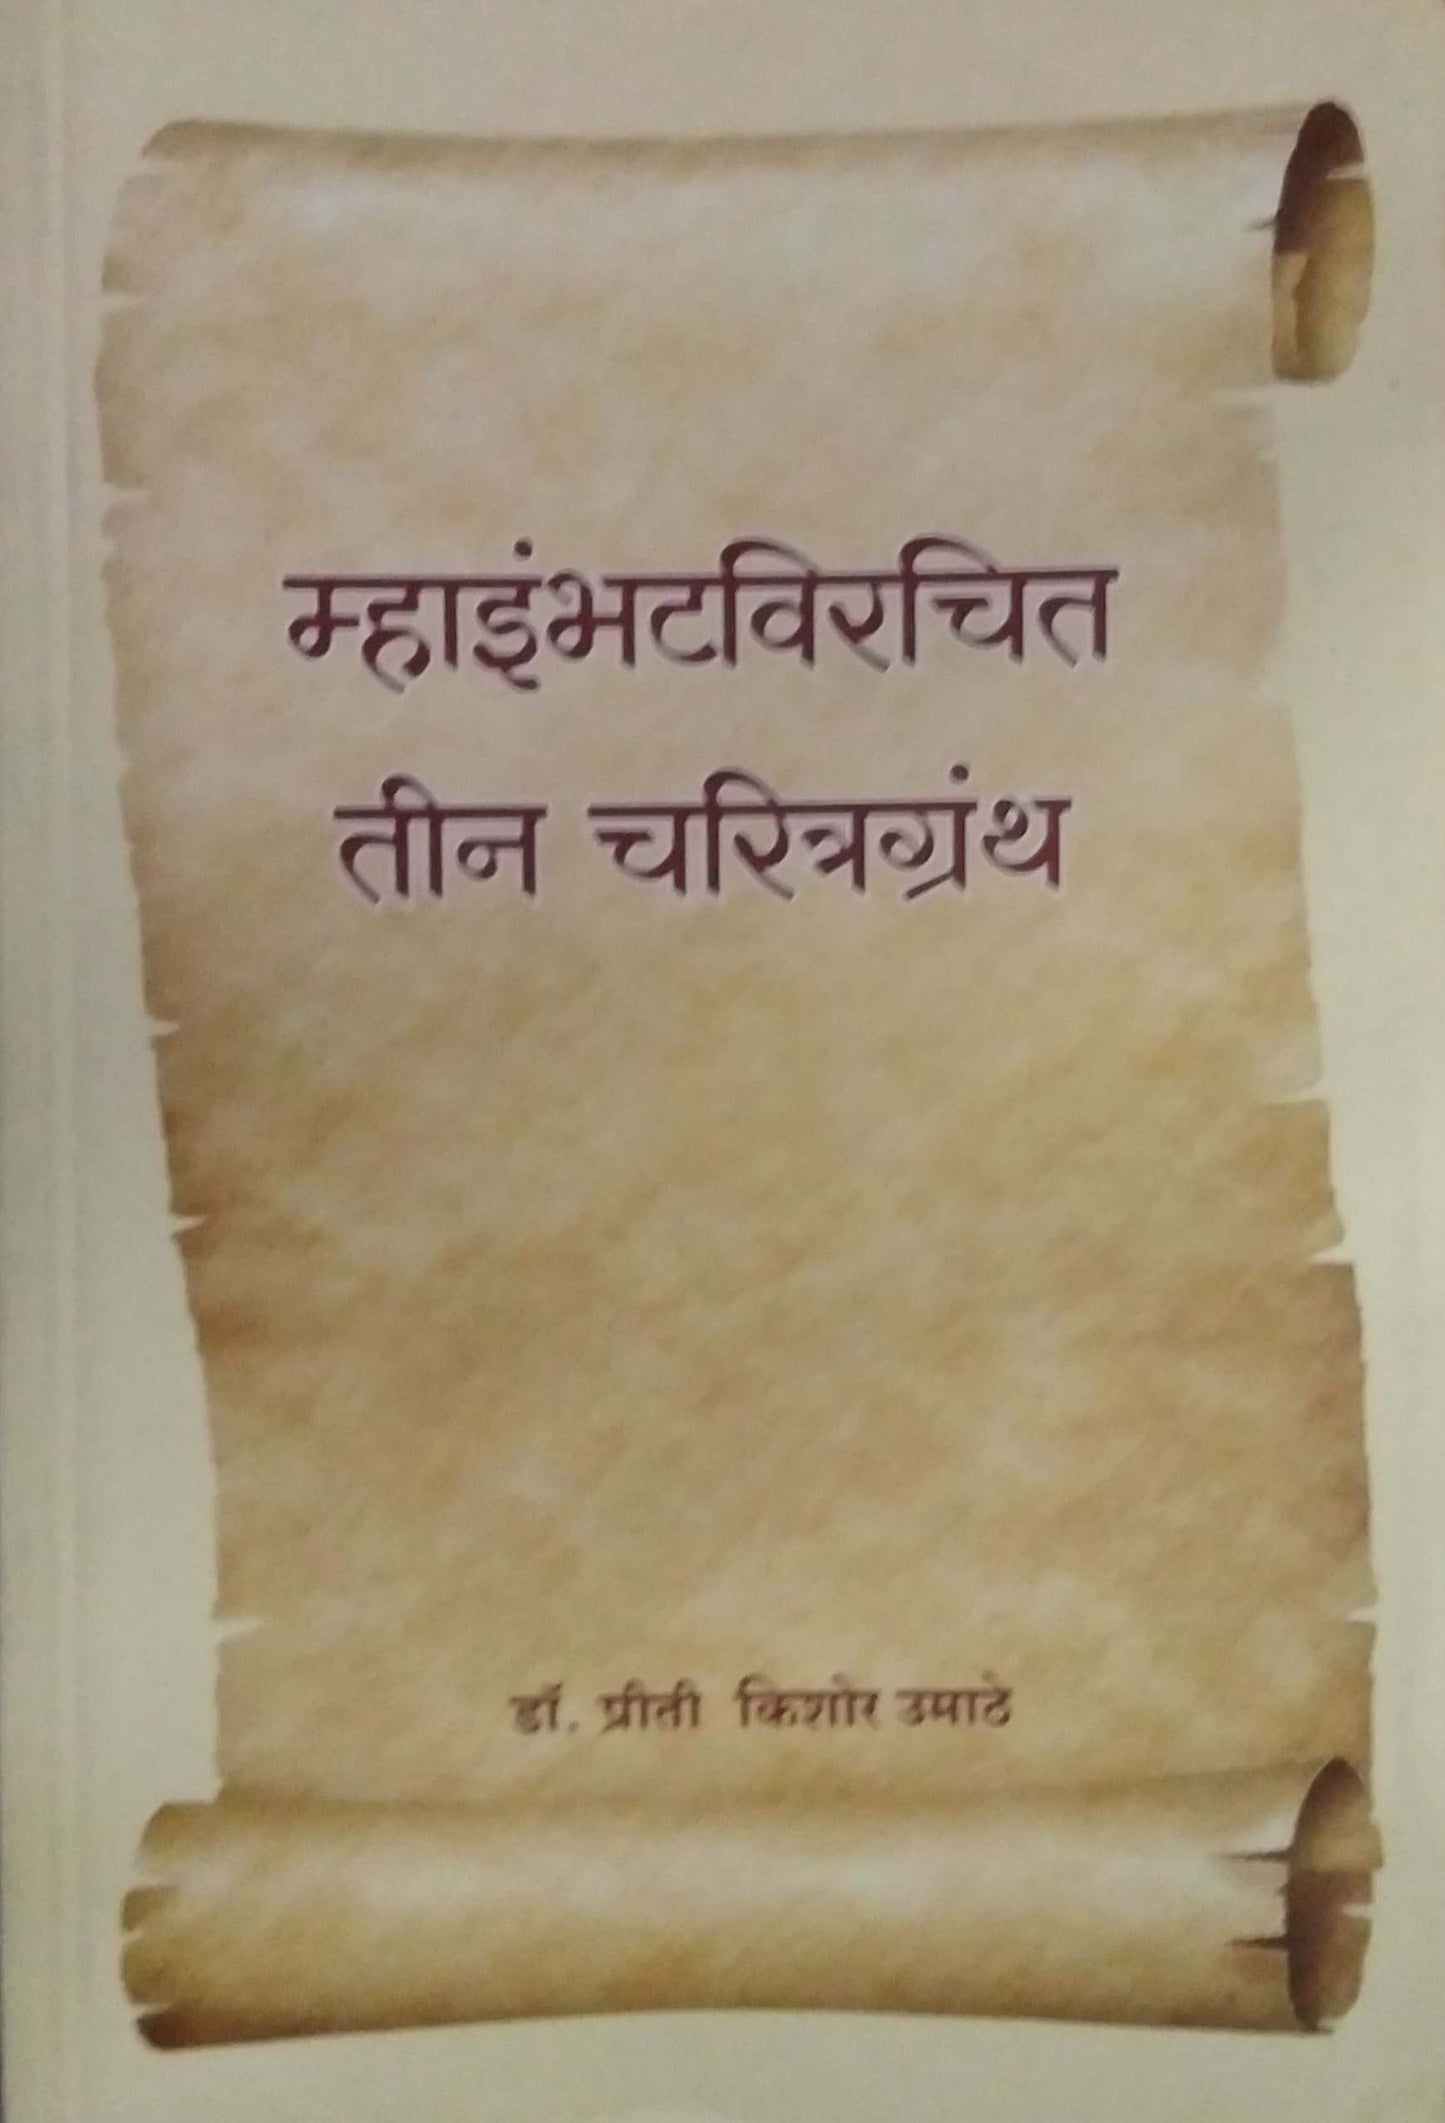 म्हाइंभटविरचित
तीन चरित्रग्रंथ
डॉ. प्रीती किशोर उमाठे